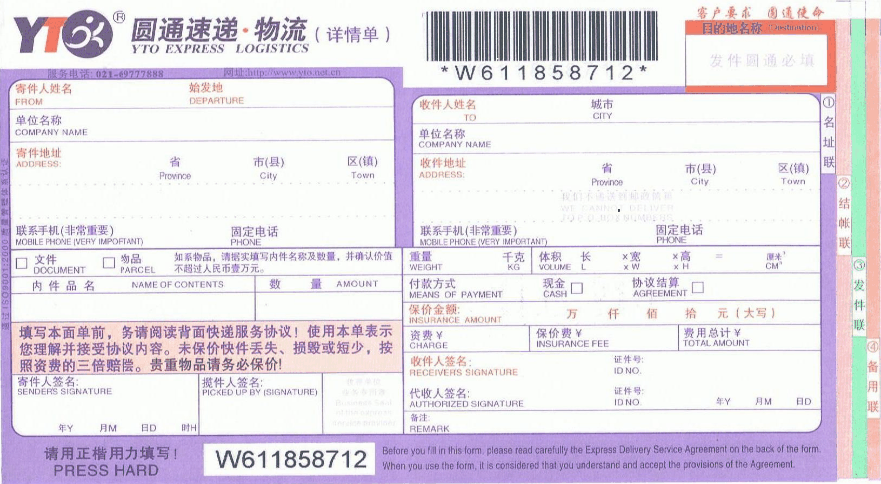 YTO® 圆通速递·物流（详情单）
YTO EXPRESS LOGISTICS
服务电话: 021-69777888 网址:http://www.yto.net.cn
*W611858712*
客户要求 圆通使命
目的地名称 Destination
发件圆通必填
寄件人姓名 始发地
FROM DEPARTURE
单位名称
COMPANY NAME
寄件地址
ADDRESS:
省 市(县) 区(镇)
Province City Town
联系手机(非常重要) 固定电话
MOBILE PHONE (VERY IMPORTANT) PHONE
收件人姓名 城市
TO CITY
单位名称
COMPANY NAME
收件地址
ADDRESS:
省 市(县) 区(镇)
Province City Town
联系手机(非常重要) 固定电话
MOBILE PHONE (VERY IMPORTANT) PHONE
文件 物品
DOCUMENT PARCEL
如系物品，请据实填写内件名称及数量，并确认价值
不超过人民币壹万元。
内件品名 NAME OF CONTENTS 数 量 AMOUNT
填写本面单前，务请阅读背面快递服务协议！使用本单表示
您理解并接受协议内容。未保价快件丢失、损毁或短少，按
照资费的三倍赔偿。贵重物品请务必保价!
寄件人签名:
SENDER'S SIGNATURE
年Y 月M 日D 时H
揽件人签名:
PICKED UP BY (SIGNATURE)
重量 千克
WEIGHT KG
体积 长 ×宽 ×高 = 厘米³
VOLUME L x W x H CM³
付款方式 现金 协议结算
MEANS OF PAYMENT CASH AGREEMENT
保价金额: 万 仟 佰 拾 元（大写）
INSURANCE AMOUNT
资费¥ 保价费¥ 费用总计¥
CHARGE INSURANCE FEE TOTAL AMOUNT
收件人签名: 证件号:
RECEIVER'S SIGNATURE ID NO.
代收人签名: 证件号:
AUTHORIZED SIGNATURE ID NO. 年Y 月M 日D
备注:
REMARK
请用正楷用力填写！
PRESS HARD
W611858712
Before you fill in this form, please read carefully the Express Delivery Service Agreement on the back of the form.
When you use the form, it is considered that you understand and accept the provisions of the Agreement.
①名址联
②结帐联
③发件联
④备用联